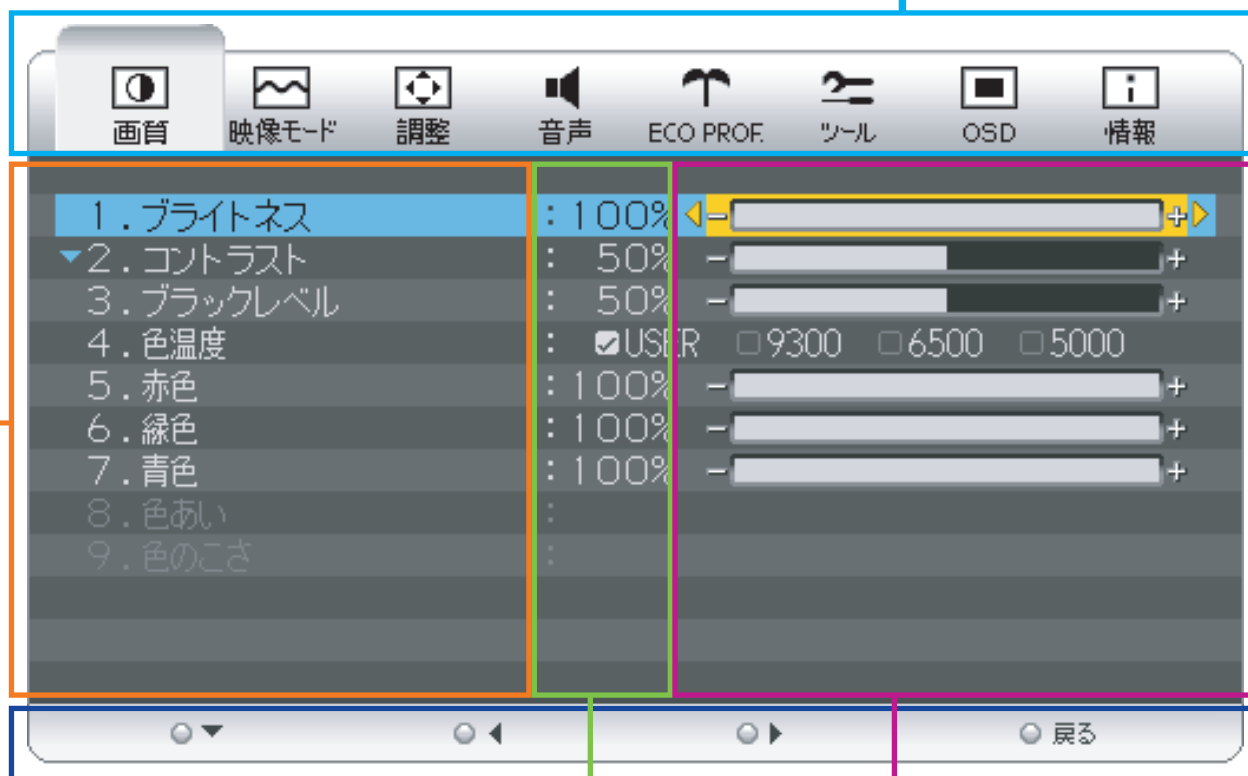 画質 映像モード 調整 音声 ECO PROF. ツール OSD 情報
1.ブライトネス :100% − +
2.コントラスト : 50% − +
3.ブラックレベル : 50% − +
4.色温度 : USER 9300 6500 5000
5.赤色 :100% − +
6.緑色 :100% − +
7.青色 :100% − +
8.色あい :
9.色のこさ :
戻る